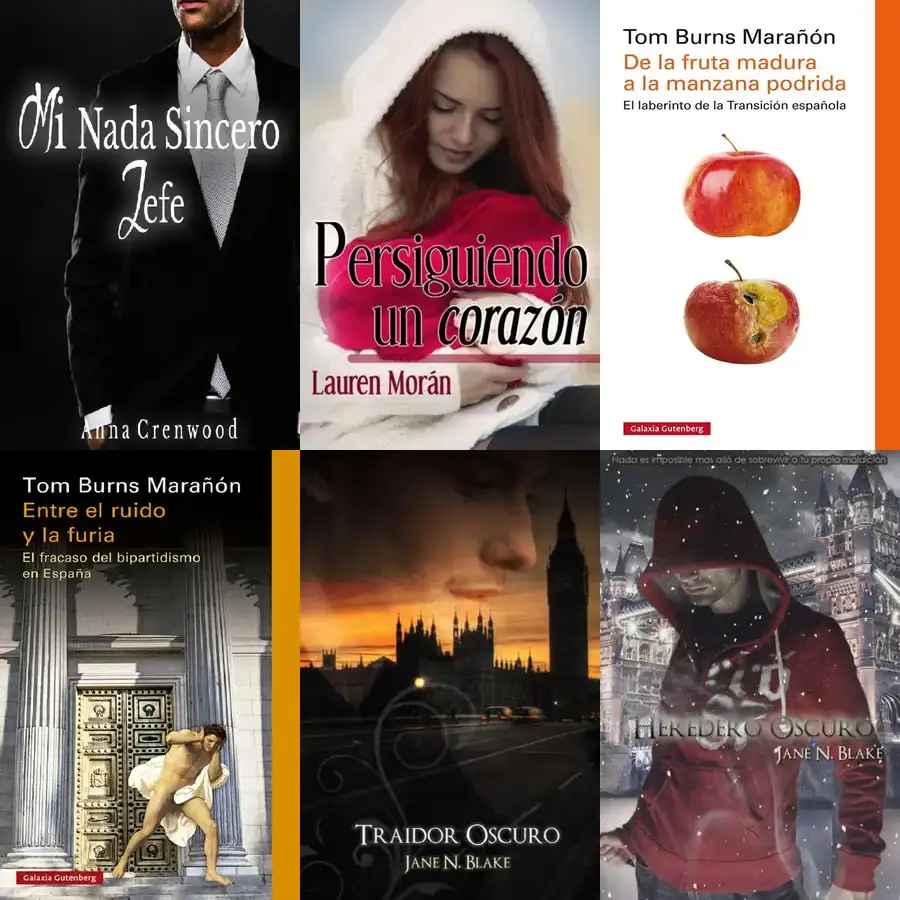 Mi Nada Sincero
Jefe
Anna Crenwood
Persiguiendo
un corazón
Lauren Morán
Tom Burns Marañón
De la fruta madura
a la manzana podrida
El laberinto de la Transición española
Galaxia Gutenberg
Tom Burns Marañón
Entre el ruido
y la furia
El fracaso del bipartidismo
en España
Galaxia Gutenberg
Traidor Oscuro
Jane N. Blake
Nada es imposible mas allá de sobrevivir a tu propia maldición
Heredero Oscuro
Jane N. Blake